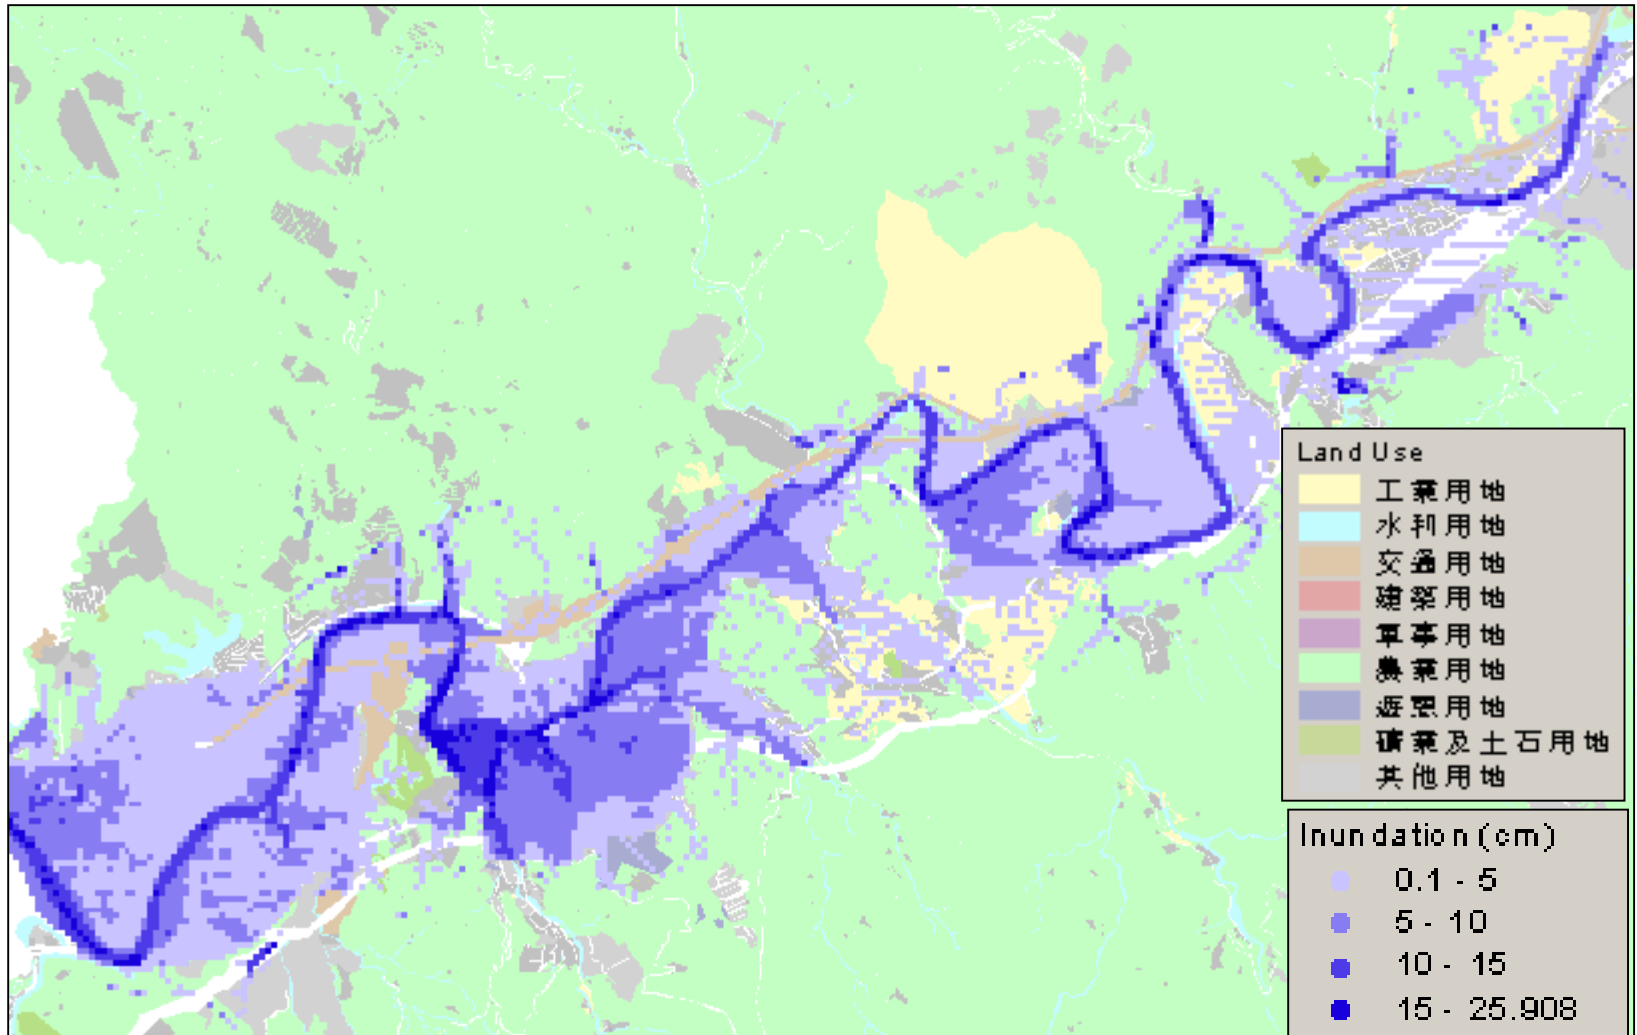 Land Use
工業用地
水利用地
交通用地
建築用地
軍事用地
農業用地
遊憩用地
礦業及土石用地
其他用地
Inundation (cm)
0.1 - 5
5 - 10
10 - 15
15 - 25.908